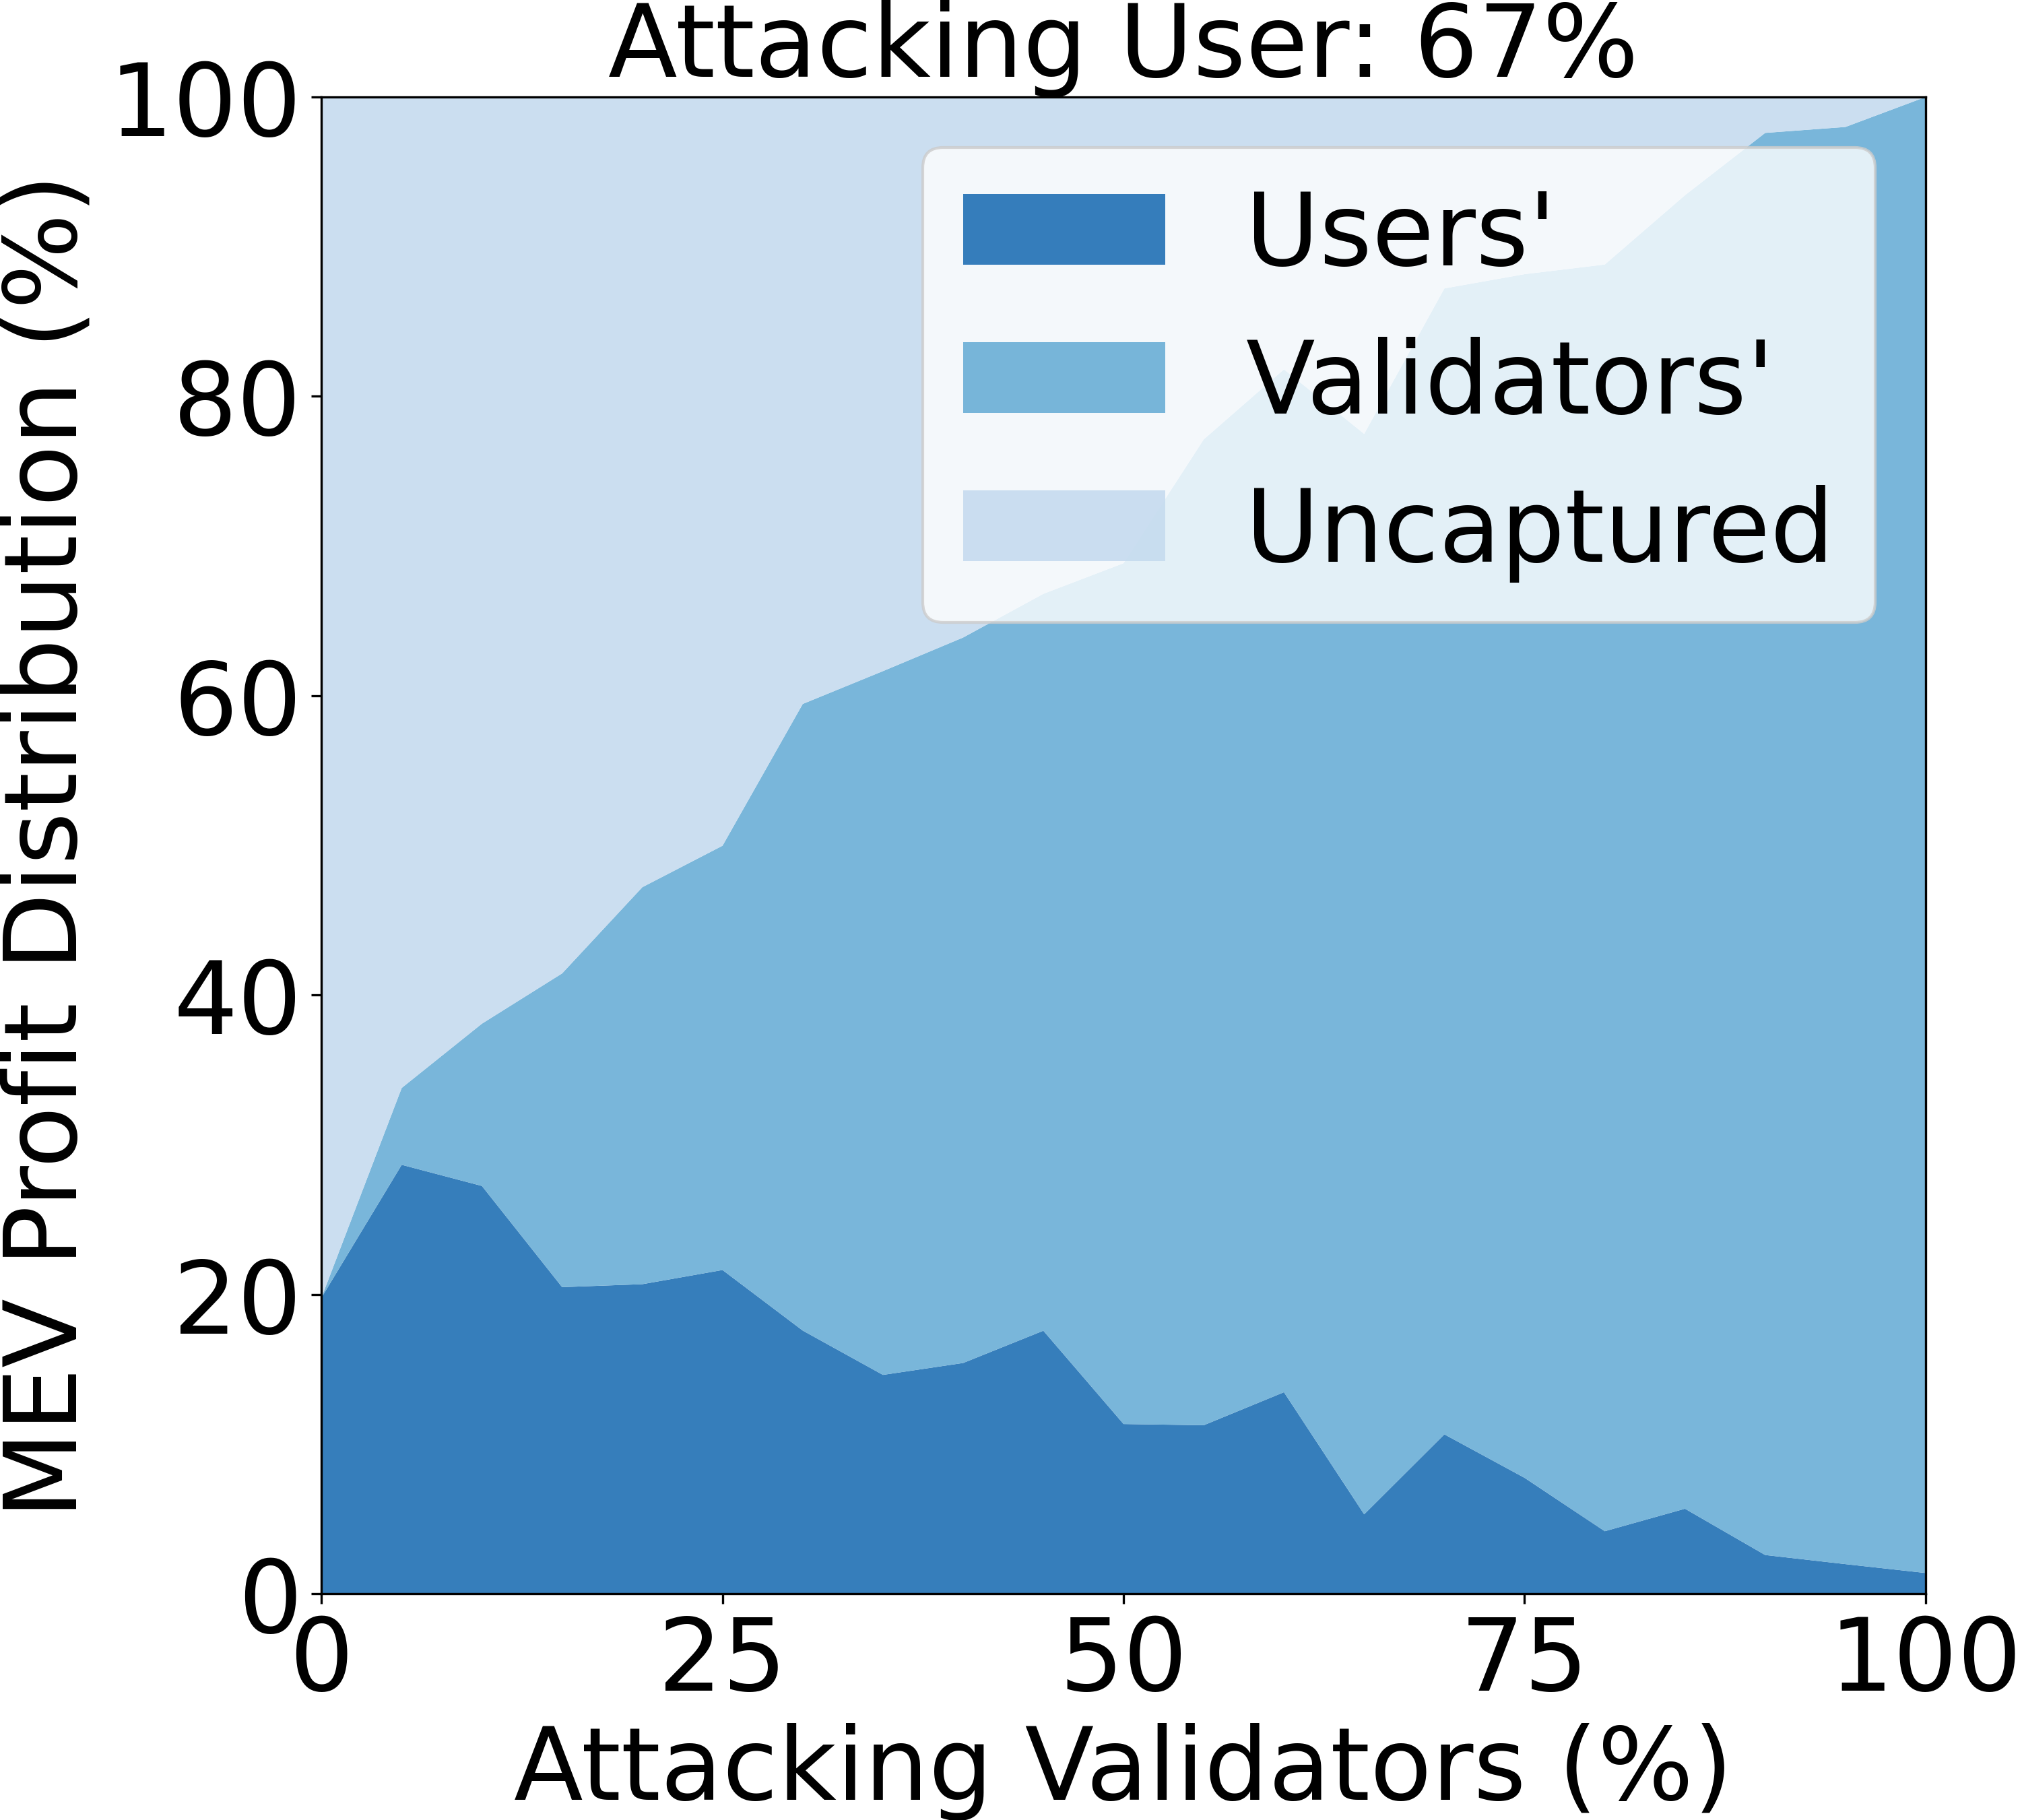 Attacking User: 67%
MEV Profit Distribution (%)
100
80
60
40
20
0
Users'
Validators'
Uncaptured
0 25 50 75 100
Attacking Validators (%)